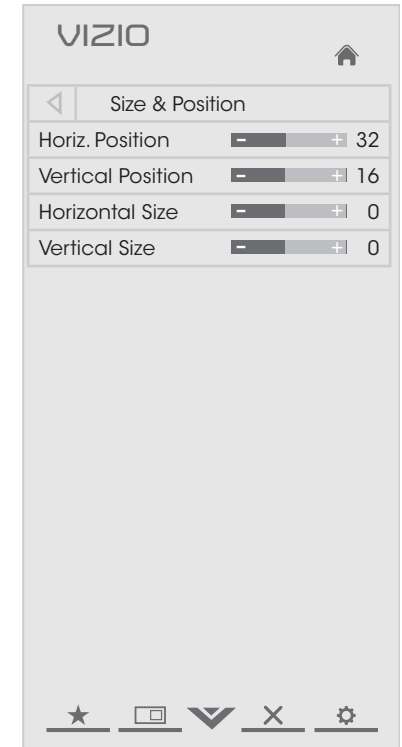 VIZIO
Size & Position
Horiz. Position - + 32
Vertical Position - + 16
Horizontal Size - + 0
Vertical Size - + 0